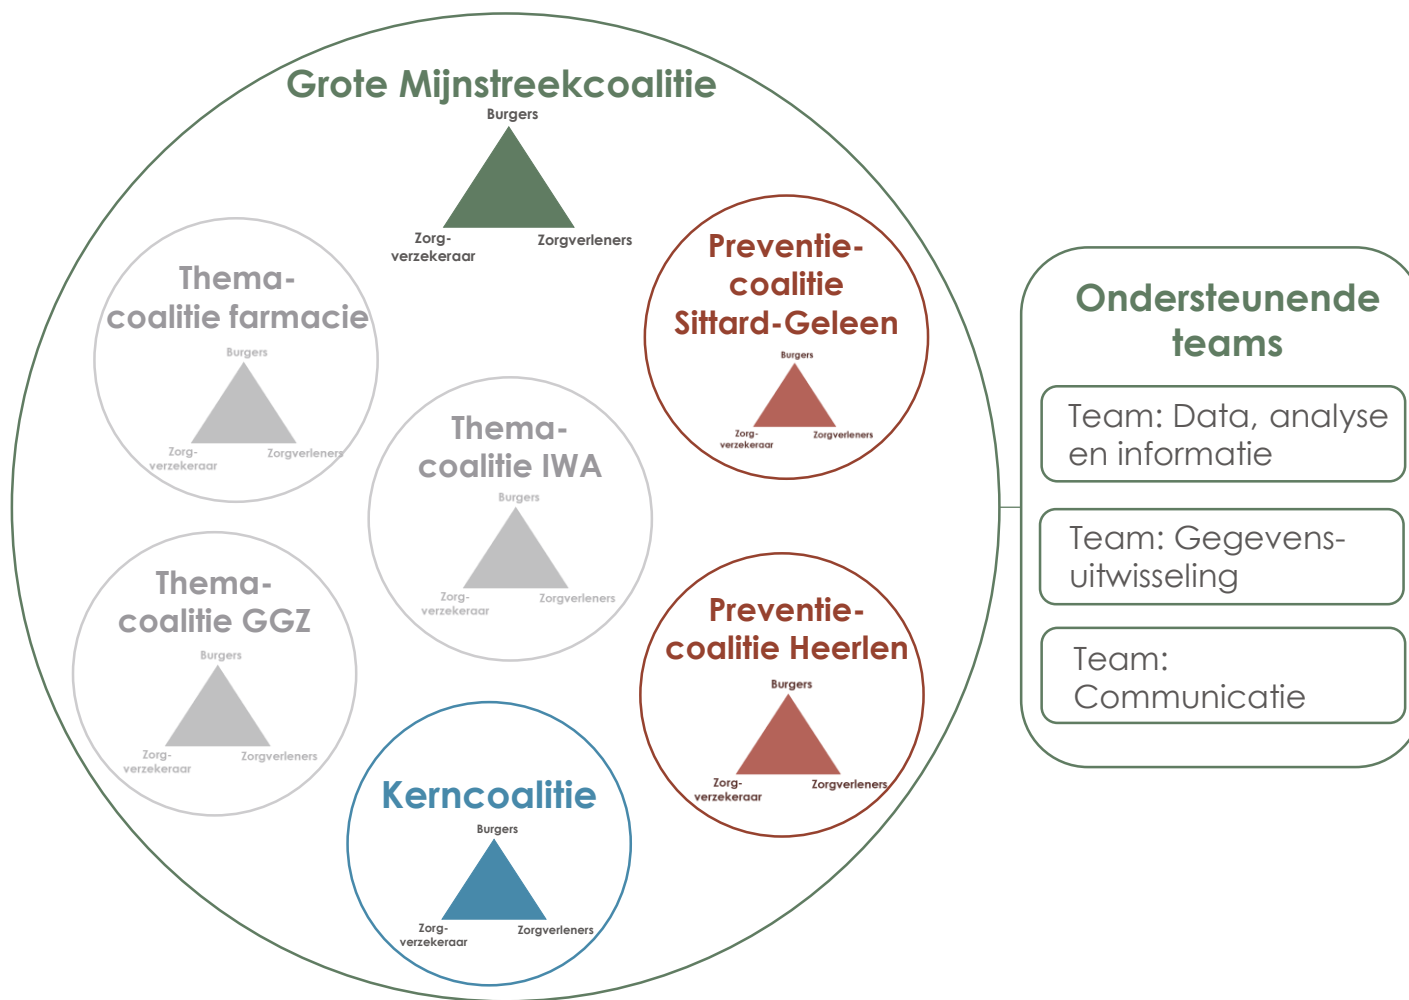 Grote Mijnstreekcoalitie
Burgers
Zorg-
verzekeraar
Zorgverleners
Thema-
coalitie farmacie
Burgers
Zorg-
verzekeraar
Zorgverleners
Thema-
coalitie IWA
Burgers
Zorg-
verzekeraar
Zorgverleners
Thema-
coalitie GGZ
Burgers
Zorg-
verzekeraar
Zorgverleners
Preventie-
coalitie
Sittard-Geleen
Burgers
Zorg-
verzekeraar
Zorgverleners
Preventie-
coalitie Heerlen
Burgers
Zorg-
verzekeraar
Zorgverleners
Kerncoalitie
Burgers
Zorg-
verzekeraar
Zorgverleners
Ondersteunende
teams
Team: Data, analyse
en informatie
Team: Gegevens-
uitwisseling
Team:
Communicatie